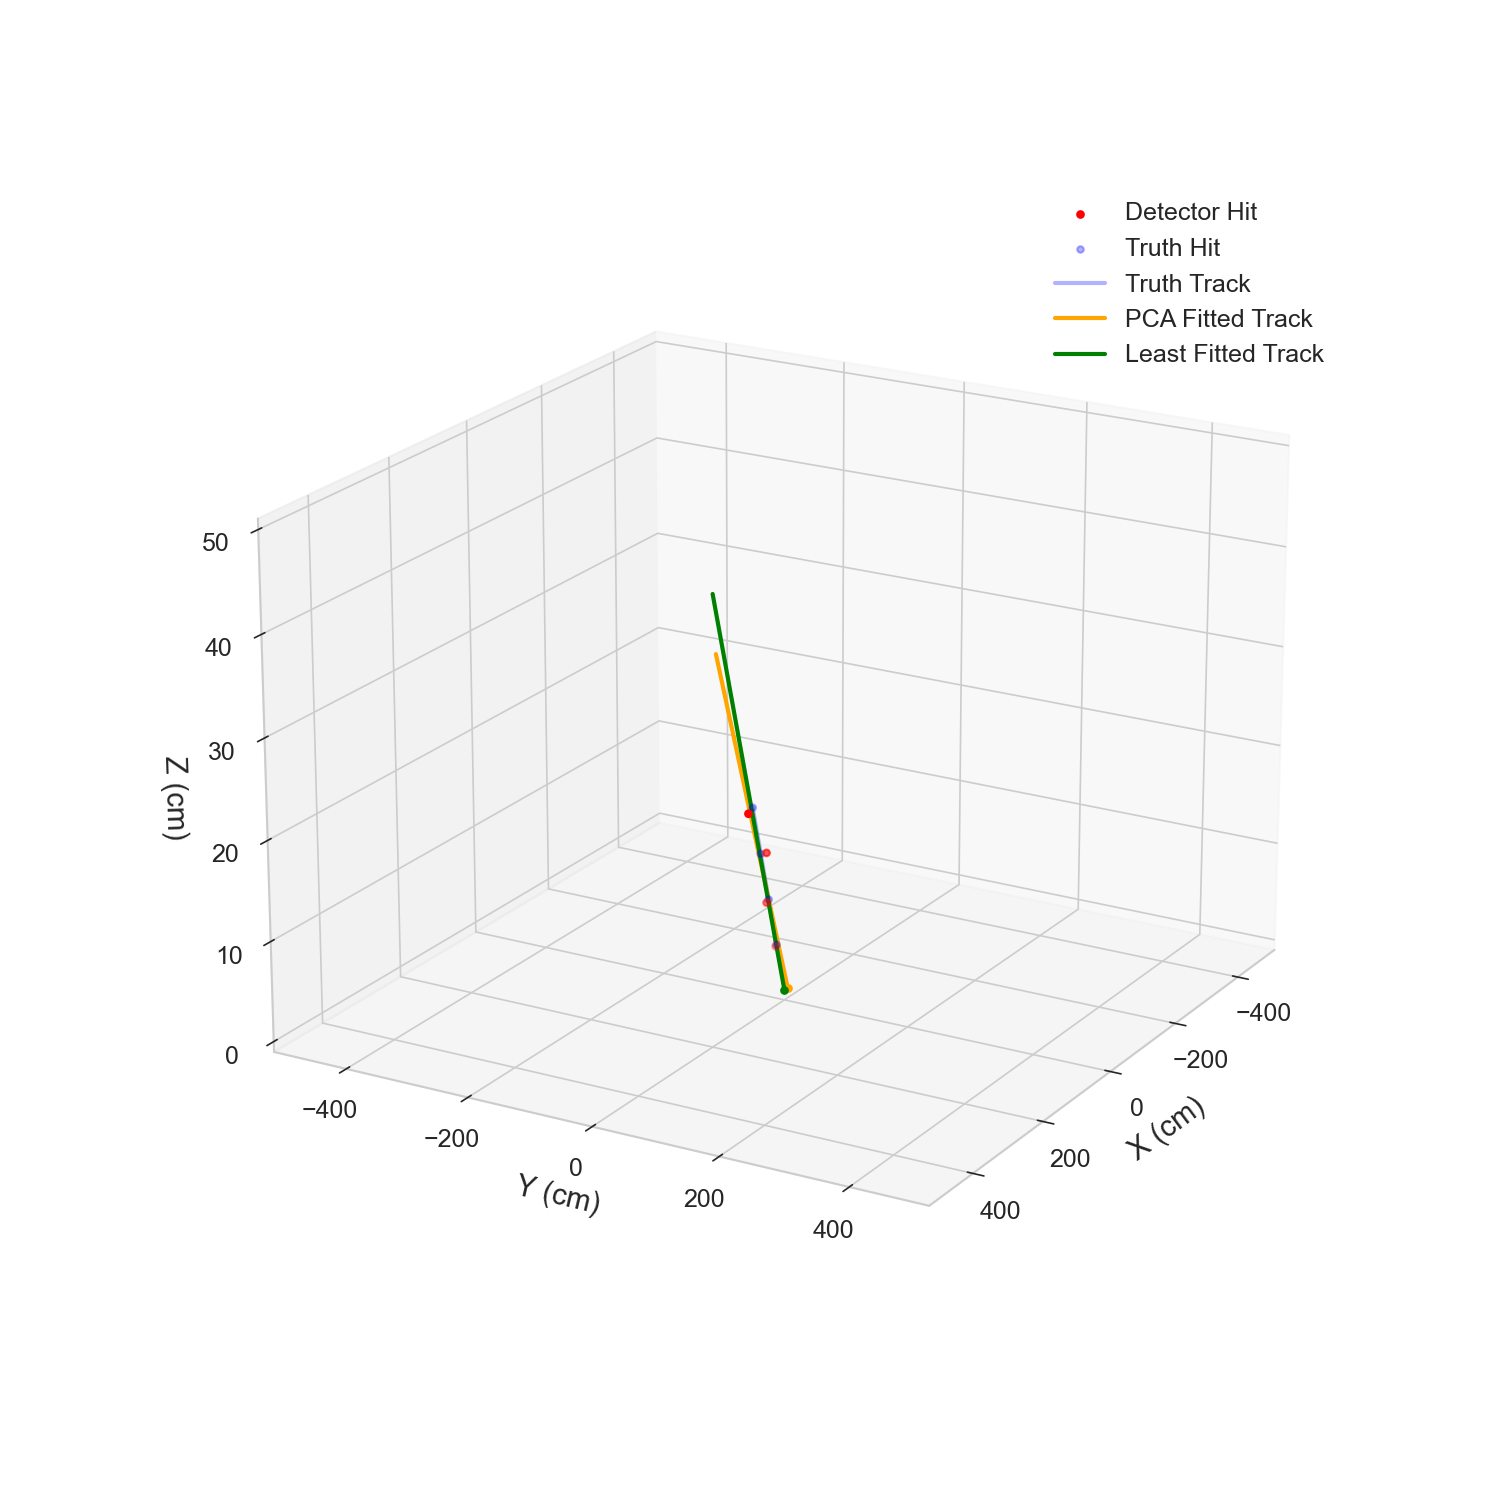 Detector Hit
Truth Hit
Truth Track
PCA Fitted Track
Least Fitted Track
50
40
30
20
10
0
Z (cm)
−400
−200
0
200
400
Y (cm)
−400
−200
0
200
400
X (cm)